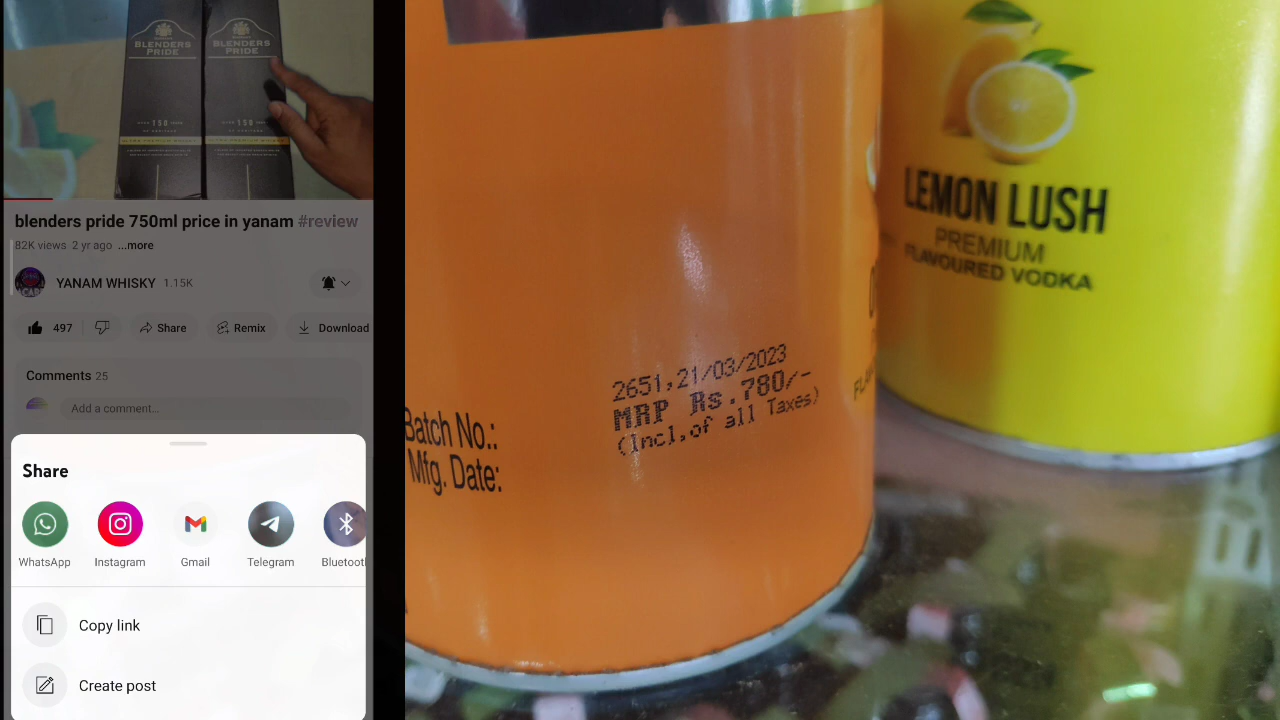 BLENDERS
PRIDE
BLENDERS
PRIDE
blenders pride 750ml price in yanam #review
82K views 2 yr ago ...more
YANAM WHISKY 1.15K
497 Share Remix Download
Comments 25
Add a comment...
Share
WhatsApp Instagram Gmail Telegram Bluetoot
Copy link
Create post
Batch No.:
Mfg. Date:
2651,21/03/2023
MRP Rs.780/-
(Incl.of all Taxes)
LEMON LUSH
PREMIUM
FLAVOURED VODKA